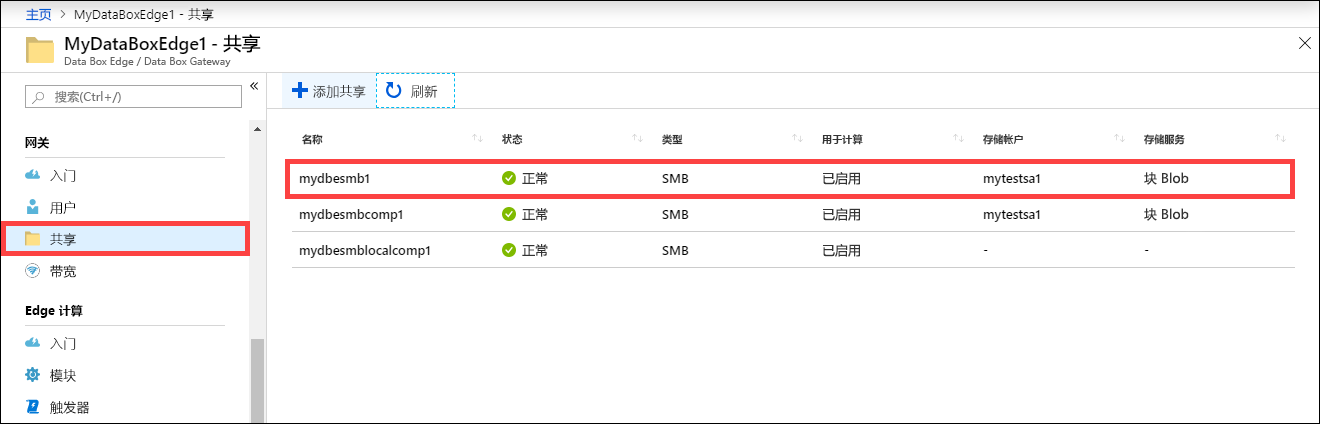 主页 > MyDataBoxEdge1 - 共享
MyDataBoxEdge1 - 共享
Data Box Edge / Data Box Gateway
搜索(Ctrl+/)
«
网关
入门
用户
共享
带宽
Edge 计算
入门
模块
触发器
添加共享 刷新
名称 状态 类型 用于计算 存储帐户 存储服务
mydbesmb1 正常 SMB 已启用 mytestsa1 块 Blob
mydbesmbcomp1 正常 SMB 已启用 mytestsa1 块 Blob
mydbesmblocalcomp1 正常 SMB 已启用 - -